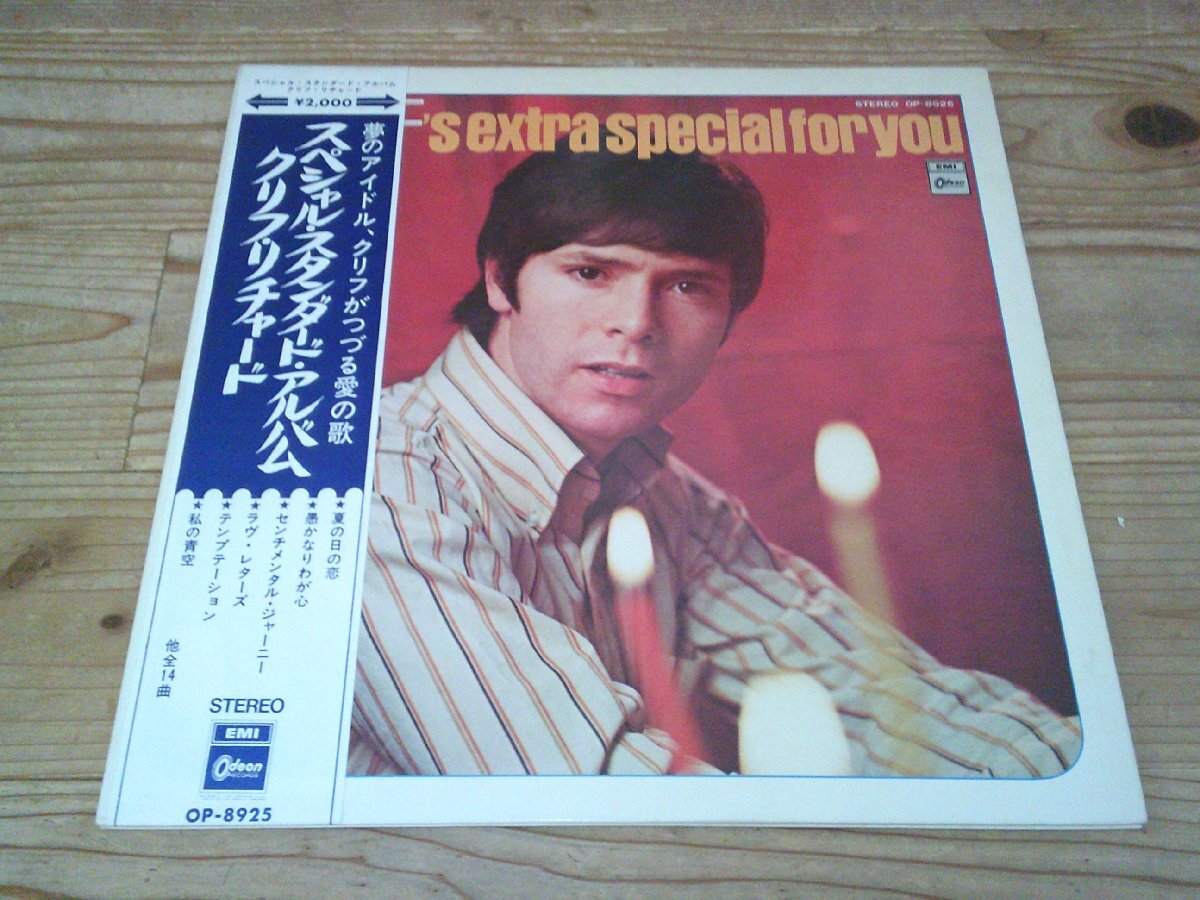 スペシャル・スタンダード・アルバム
クリフ・リチャード
¥2,000
夢のアイドル、クリフがつづる愛の歌
スペシャル・スタンダード・アルバム
クリフ・リチャード
★夏の日の恋
★愚かなりわが心
★センチメンタル・ジャーニー
★ラヴ・レターズ
★テンプテーション
★私の青空
他全14曲
STEREO
EMI
Odeon
RECORDS
OP-8925
STEREO OP-8925
's extra special for you
EMI
Odeon